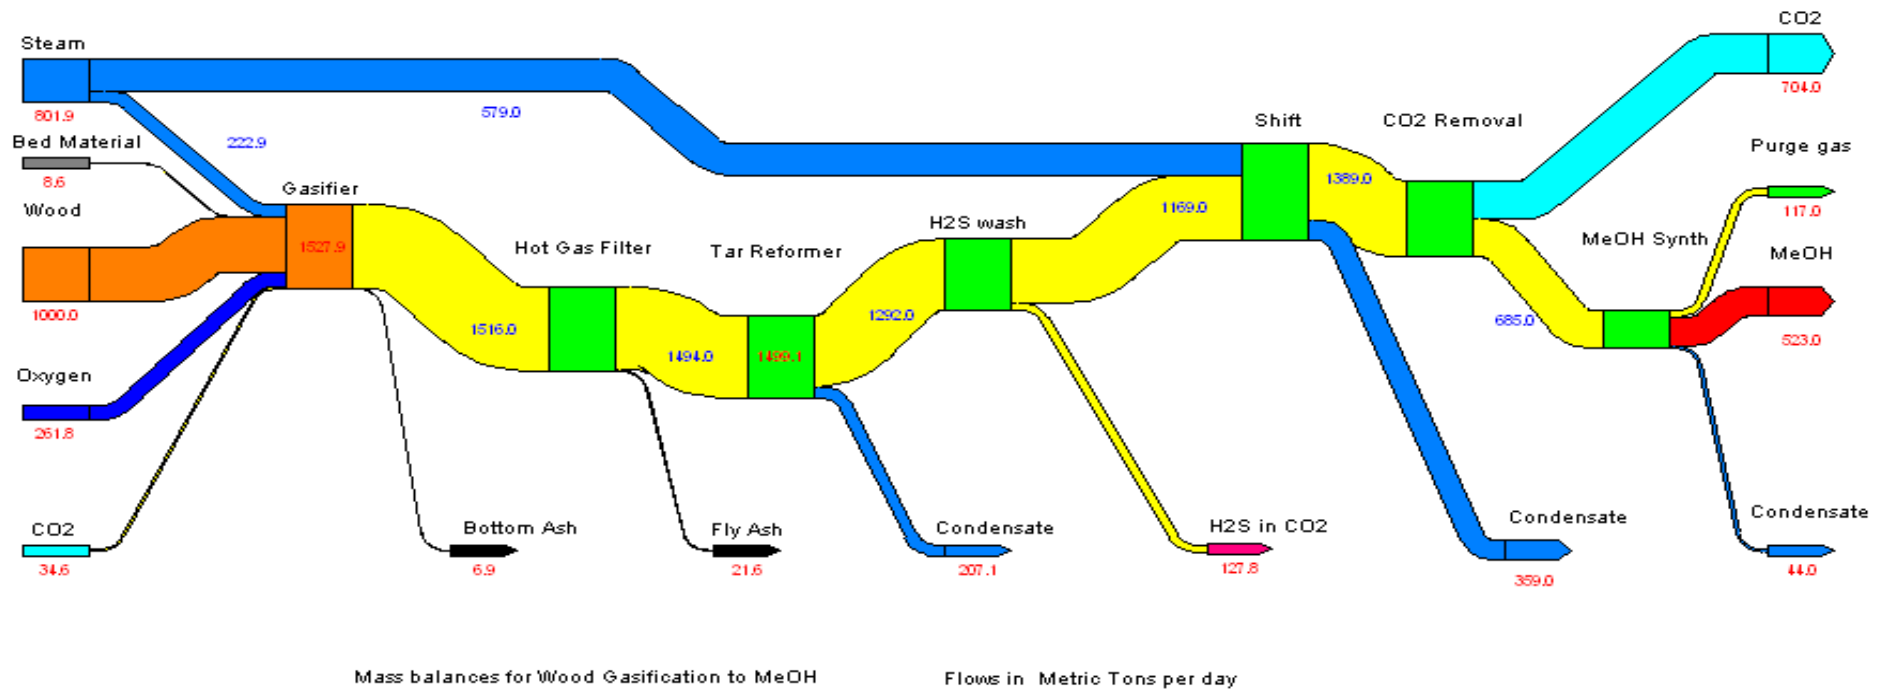 CO2
Steam
704.0
801.9
579.0
Shift
CO2 Removal
Bed Material
222.9
Purge gas
8.6
Gasifier
1389.0
117.0
Wood
1169.0
H2S wash
1527.9
Hot Gas Filter
Tar Reformer
MeOH Synth
MeOH
1000.0
1516.0
1292.0
685.0
523.0
1494.0
1499.1
Oxygen
261.8
CO2
Bottom Ash
Fly Ash
Condensate
H2S in CO2
Condensate
Condensate
34.6
6.9
21.6
207.1
127.8
359.0
44.0
Mass balances for Wood Gasification to MeOH
Flows in Metric Tons per day